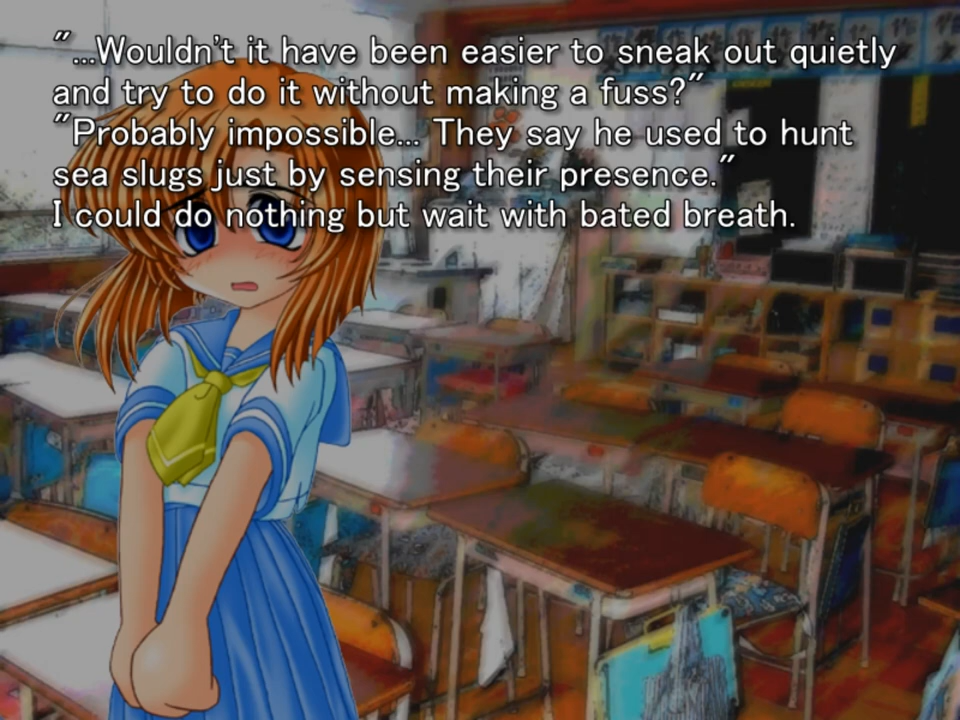 "...Wouldn't it have been easier to sneak out quietly
and try to do it without making a fuss?"
"Probably impossible... They say he used to hunt
sea slugs just by sensing their presence."
I could do nothing but wait with bated breath.